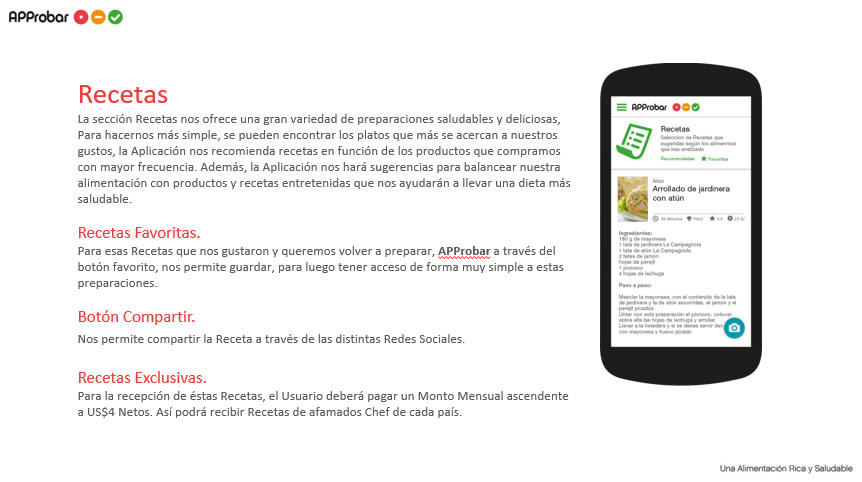 APProbar
Recetas
La sección Recetas nos ofrece una gran variedad de preparaciones saludables y deliciosas,
Para hacernos más simple, se pueden encontrar los platos que más se acercan a nuestros
gustos, la Aplicación nos recomienda recetas en función de los productos que compramos
con mayor frecuencia. Además, la Aplicación nos hará sugerencias para balancear nuestra
alimentación con productos y recetas entretenidas que nos ayudarán a llevar una dieta más
saludable.
Recetas Favoritas.
Para esas Recetas que nos gustaron y queremos volver a preparar, APProbar a través del
botón favorito, nos permite guardar, para luego tener acceso de forma muy simple a estas
preparaciones.
Botón Compartir.
Nos permite compartir la Receta a través de las distintas Redes Sociales.
Recetas Exclusivas.
Para la recepción de éstas Recetas, el Usuario deberá pagar un Monto Mensual ascendente
a US$4 Netos. Así podrá recibir Recetas de afamados Chef de cada país.
APProbar
Recetas
Seleccion de Recetas que
sugeridas según los alimentos
que has analizado
Recomendadas Favoritas
Atún
Arrollado de jardinera
con atún
45 Minutos Facil 4.5
Ingredientes:
180 g de mayonesa
1 lata de jardinera La Campagnola
1 lata de atún La Campagnola
2 fetas de jamón
hojas de perejil
1 pionono
4 hojas de lechuga
Paso a paso:
Mezclar la mayonesa, con el contenido de la lata
de jardinera y la de atún escurridas, el jamón y el
perejil picados.
Untar con esta preparación el pionono, colocar
sobre ella las hojas de lechuga y arrollar.
Llevar a la heladera y si se desea servir
con mayonesa y huevo picado
Una Alimentación Rica y Saludable